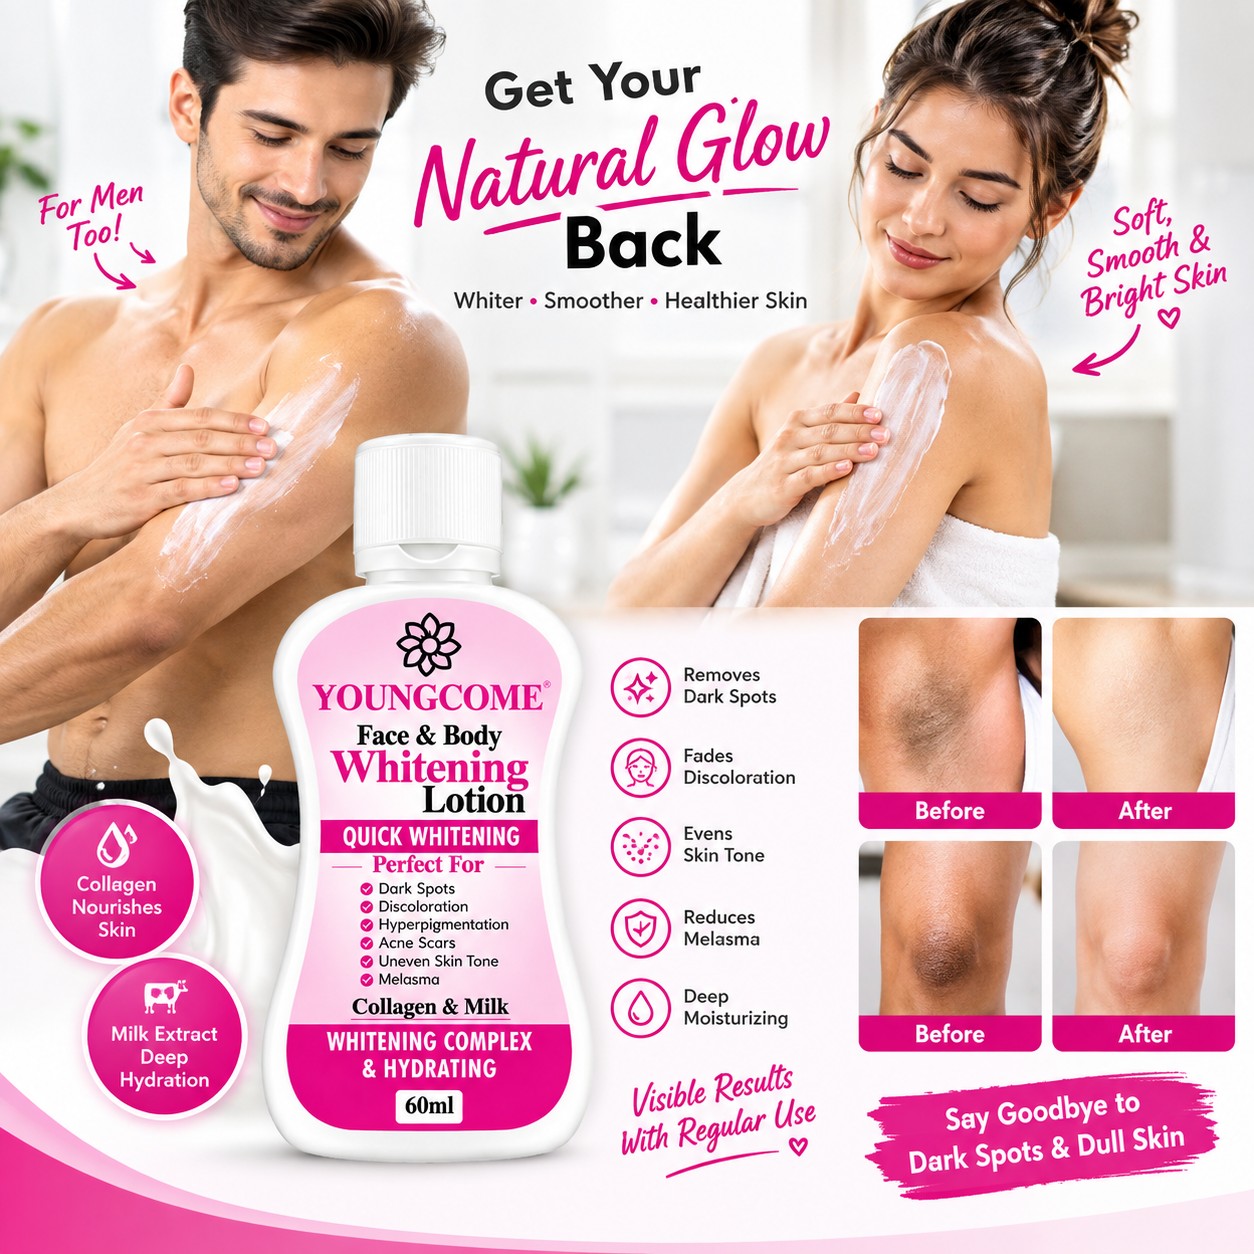 Get Your
Natural Glow
Back
Whiter • Smoother • Healthier Skin
For Men
Too!
Soft,
Smooth &
Bright Skin
YOUNGCOME®
Face & Body
Whitening
Lotion
QUICK WHITENING
Perfect For
Dark Spots
Discoloration
Hyperpigmentation
Acne Scars
Uneven Skin Tone
Melasma
Collagen & Milk
WHITENING COMPLEX
& HYDRATING
60ml
Collagen
Nourishes
Skin
Milk Extract
Deep
Hydration
Removes
Dark Spots
Fades
Discoloration
Evens
Skin Tone
Reduces
Melasma
Deep
Moisturizing
Visible Results
With Regular Use
Before
After
Before
After
Say Goodbye to
Dark Spots & Dull Skin